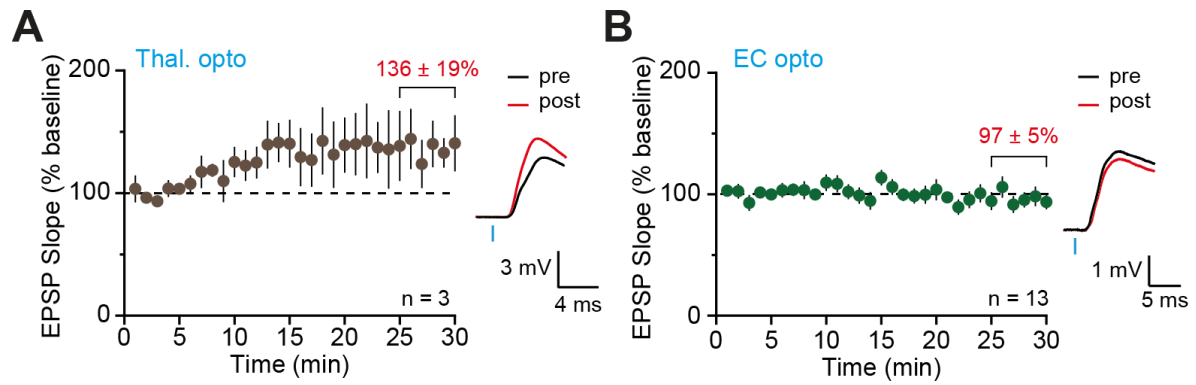 A
Thal. opto
136 ± 19%
pre
post
EPSP Slope (% baseline)
200
100
0
n = 3
0 5 10 15 20 25 30
Time (min)
3 mV
4 ms
B
EC opto
97 ± 5%
pre
post
EPSP Slope (% baseline)
200
100
0
n = 13
0 5 10 15 20 25 30
Time (min)
1 mV
5 ms